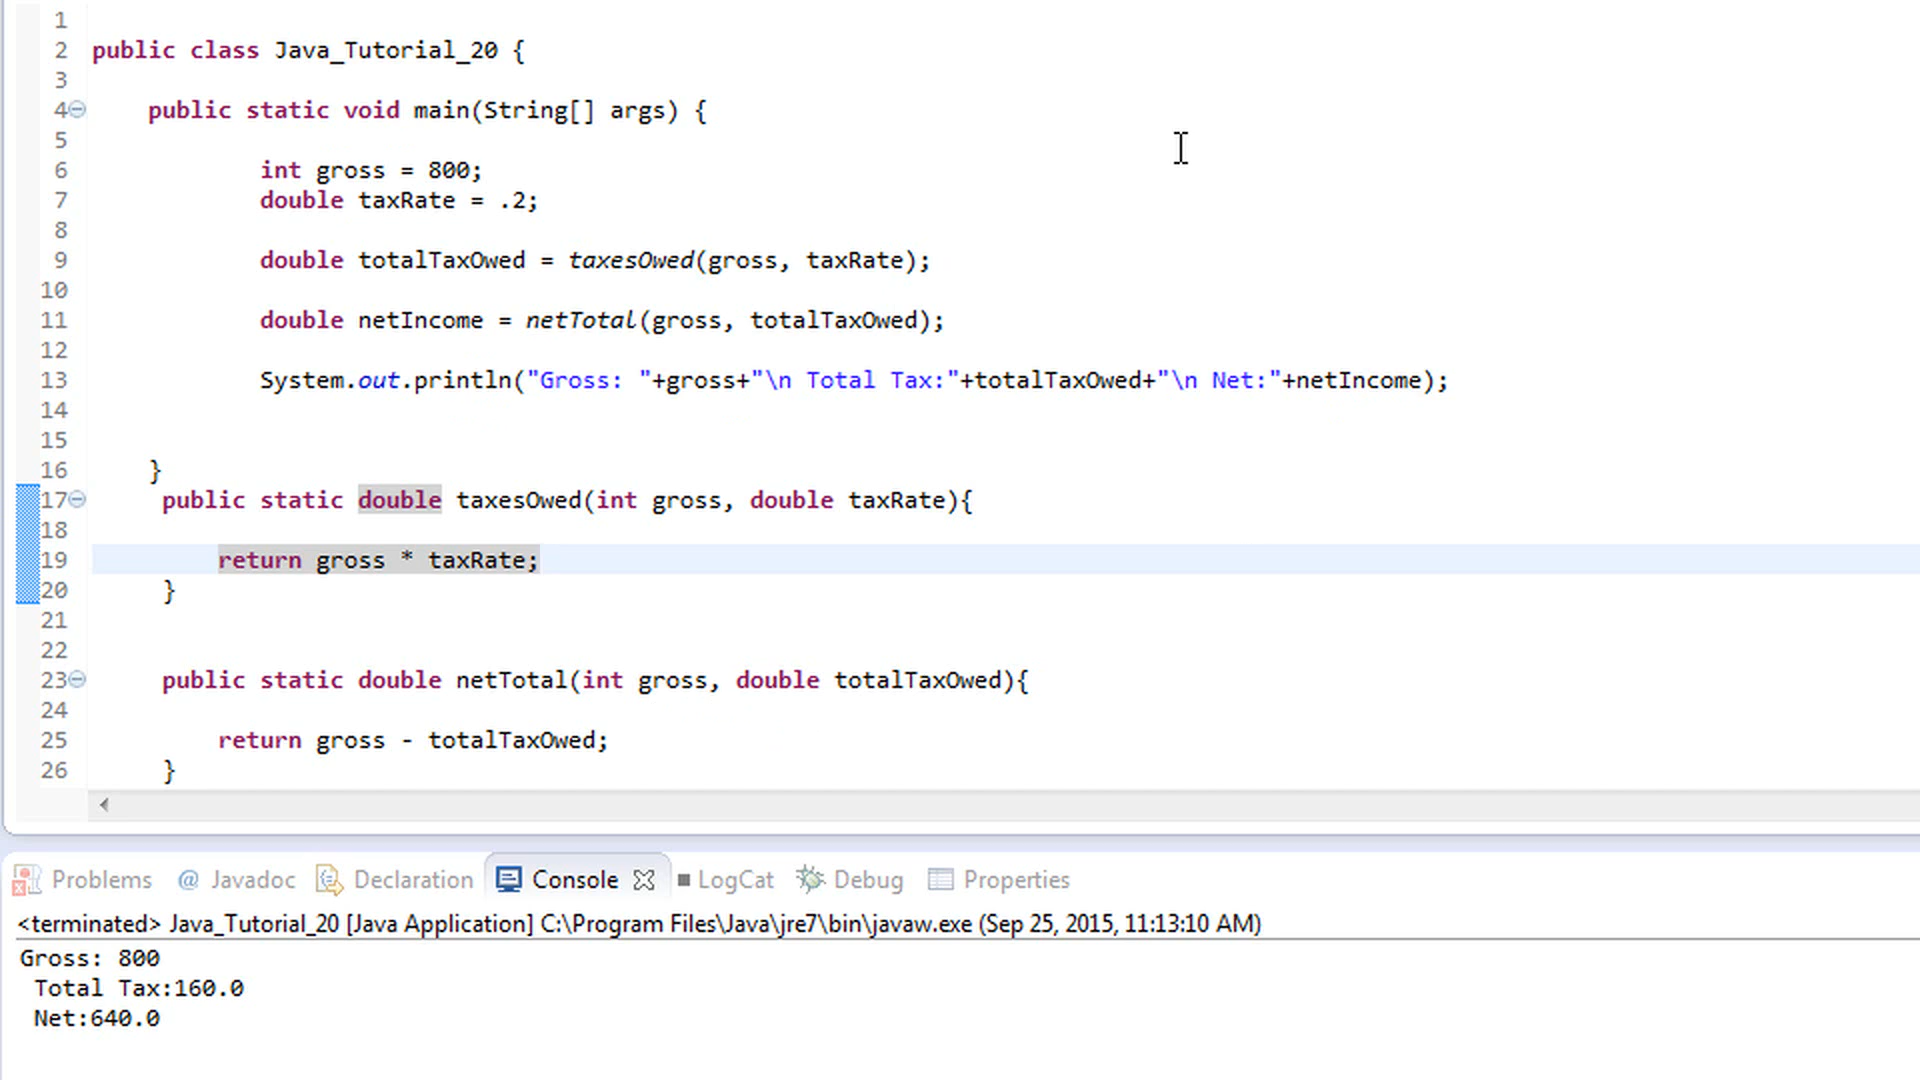 1
2 public class Java_Tutorial_20 {
3
4 public static void main(String[] args) {
5
6 int gross = 800;
7 double taxRate = .2;
8
9 double totalTaxOwed = taxesOwed(gross, taxRate);
10
11 double netIncome = netTotal(gross, totalTaxOwed);
12
13 System.out.println("Gross: "+gross+"\n Total Tax:"+totalTaxOwed+"\n Net:"+netIncome);
14
15
16 }
17 public static double taxesOwed(int gross, double taxRate){
18
19 return gross * taxRate;
20 }
21
22
23 public static double netTotal(int gross, double totalTaxOwed){
24
25 return gross - totalTaxOwed;
26 }
Problems @ Javadoc Declaration Console LogCat Debug Properties
<terminated> Java_Tutorial_20 [Java Application] C:\Program Files\Java\jre7\bin\javaw.exe (Sep 25, 2015, 11:13:10 AM)
Gross: 800
Total Tax:160.0
Net:640.0